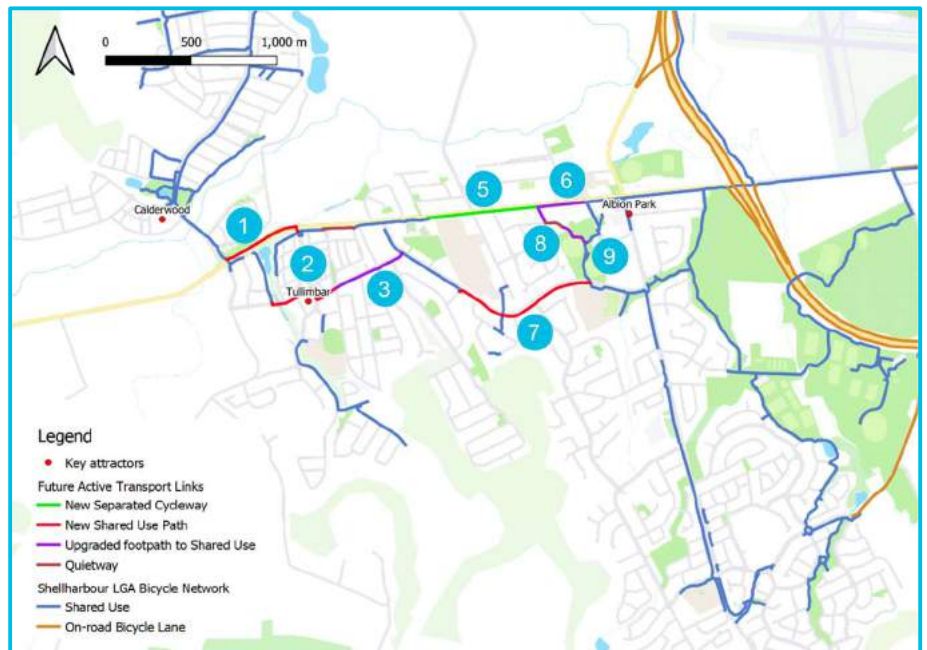 0 500 1,000 m
Calderwood
1
2
Tullimbar
3
5
6
Albion Park
8
9
7
Legend
Key attractors
Future Active Transport Links
New Separated Cycleway
New Shared Use Path
Upgraded footpath to Shared Use
Quietway
Shellharbour LGA Bicycle Network
Shared Use
On-road Bicycle Lane